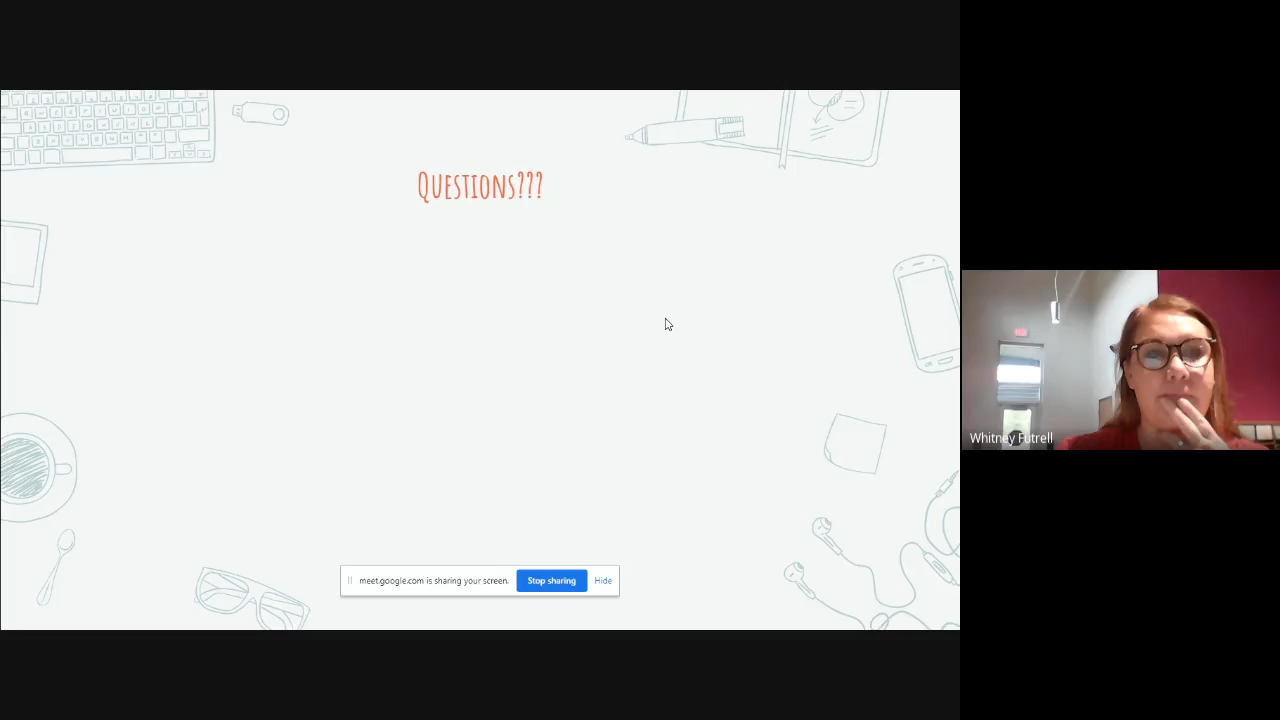 Questions???
Whitney Futrell
meet.google.com is sharing your screen.
Stop sharing
Hide